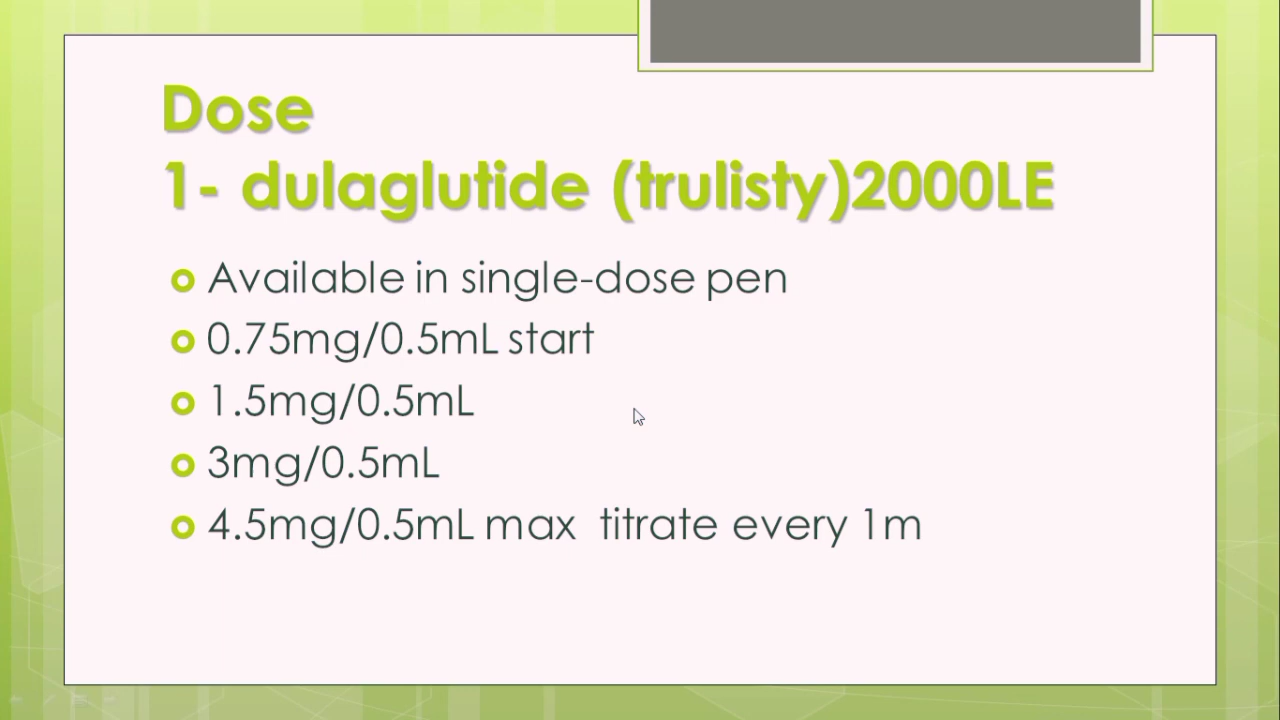 Dose
1- dulaglutide (trulisty)2000LE
Available in single-dose pen
0.75mg/0.5mL start
1.5mg/0.5mL
3mg/0.5mL
4.5mg/0.5mL max  titrate every 1m